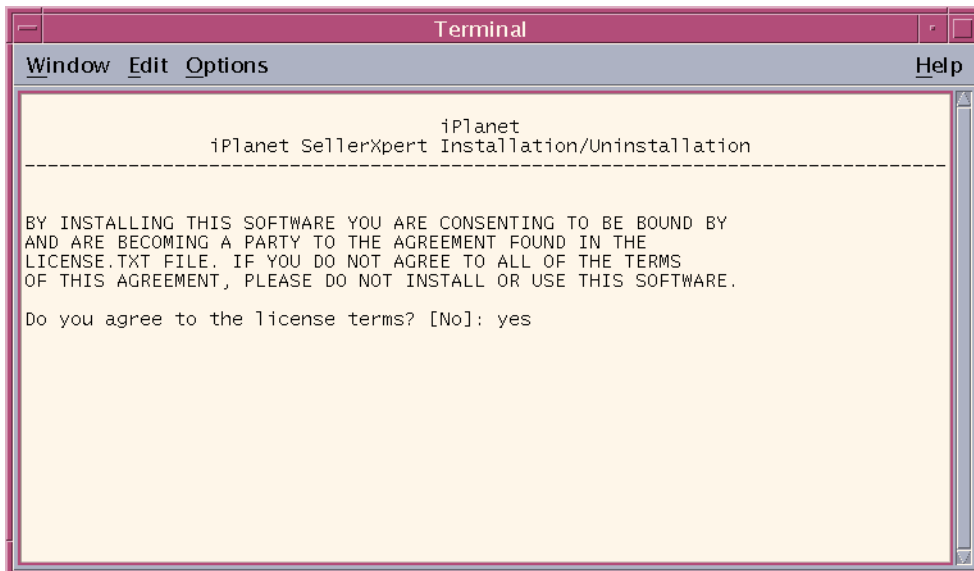 Terminal
Window Edit Options Help
iPlanet
iPlanet SellerXpert Installation/Uninstallation
--------------------------------------------------------------------------------
BY INSTALLING THIS SOFTWARE YOU ARE CONSENTING TO BE BOUND BY
AND ARE BECOMING A PARTY TO THE AGREEMENT FOUND IN THE
LICENSE.TXT FILE. IF YOU DO NOT AGREE TO ALL OF THE TERMS
OF THIS AGREEMENT, PLEASE DO NOT INSTALL OR USE THIS SOFTWARE.
Do you agree to the license terms? [No]: yes